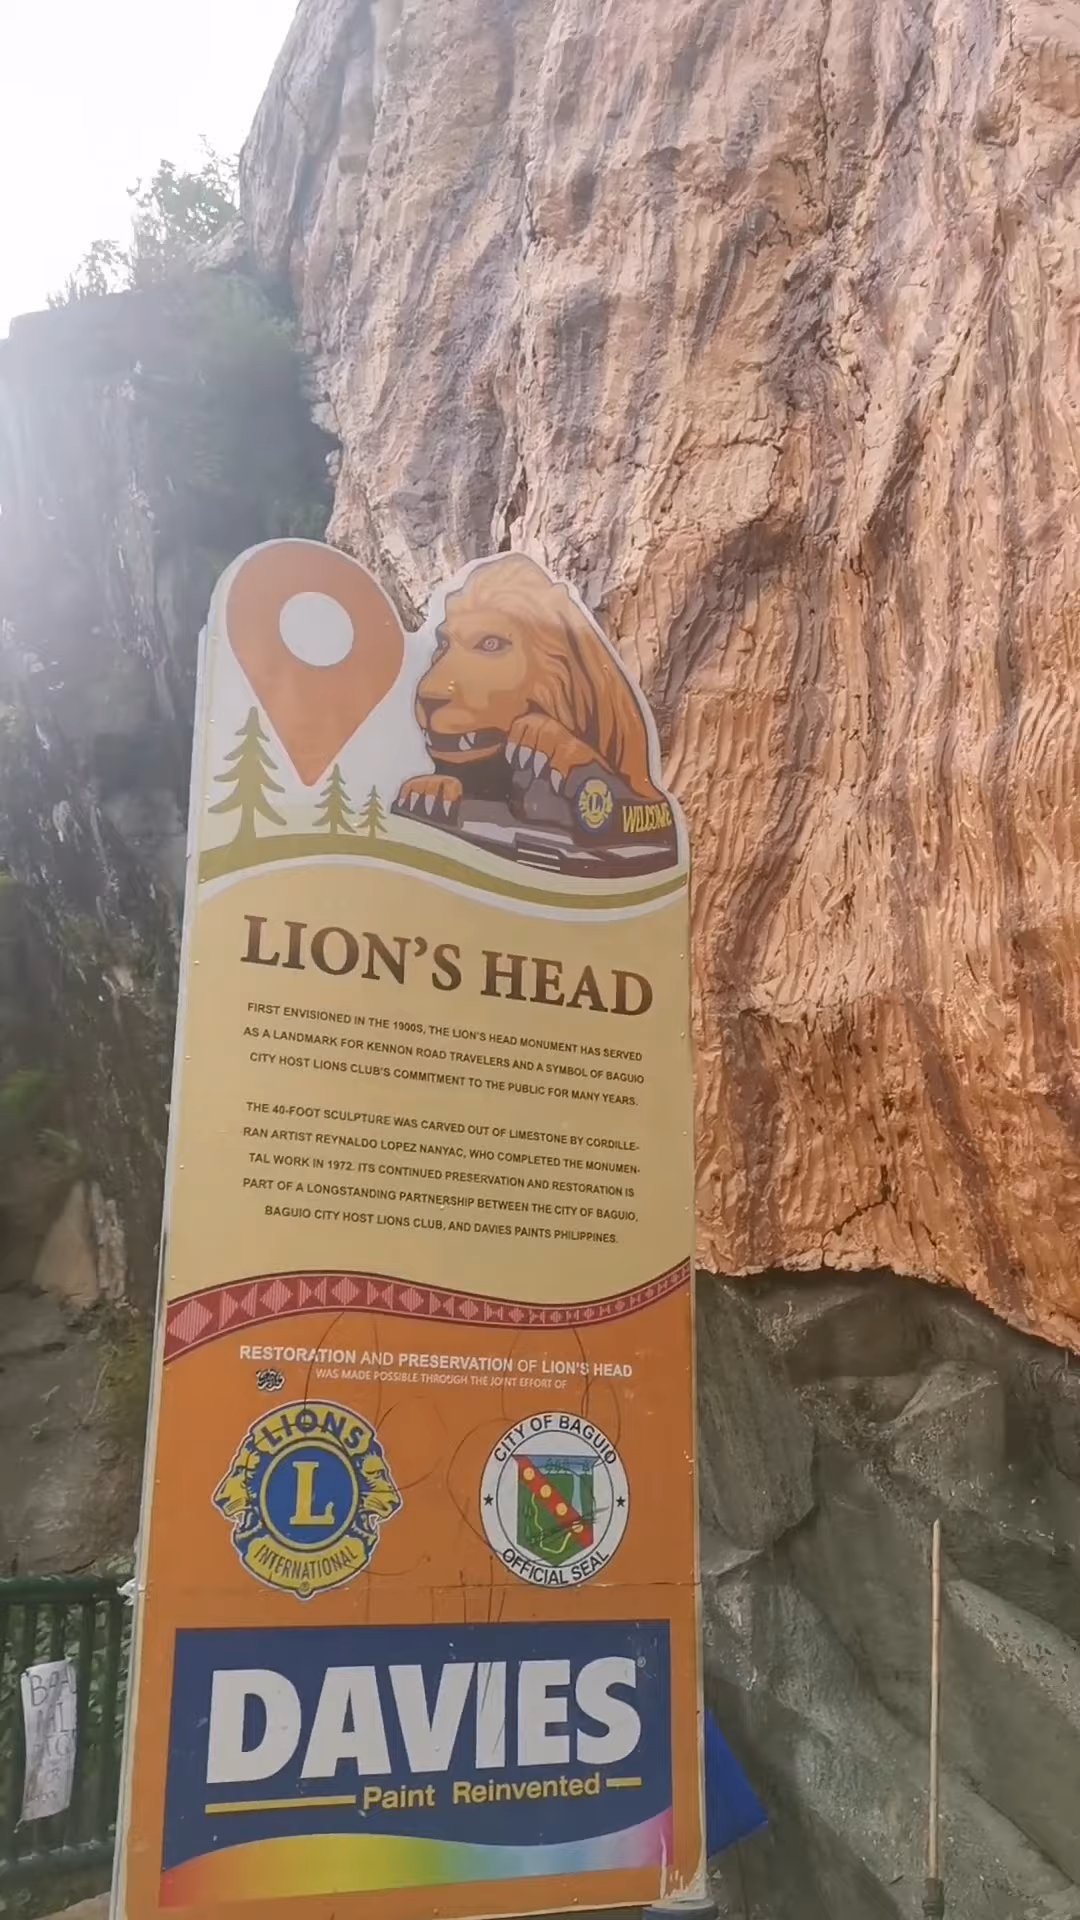 WELCOME
L
LION'S HEAD
FIRST ENVISIONED IN THE 1900S, THE LION'S HEAD MONUMENT HAS SERVED
AS A LANDMARK FOR KENNON ROAD TRAVELERS AND A SYMBOL OF BAGUIO
CITY HOST LIONS CLUB'S COMMITMENT TO THE PUBLIC FOR MANY YEARS.
THE 40-FOOT SCULPTURE WAS CARVED OUT OF LIMESTONE BY CORDILLE-
RAN ARTIST REYNALDO LOPEZ NANYAC, WHO COMPLETED THE MONUMEN-
TAL WORK IN 1972. ITS CONTINUED PRESERVATION AND RESTORATION IS
PART OF A LONGSTANDING PARTNERSHIP BETWEEN THE CITY OF BAGUIO,
BAGUIO CITY HOST LIONS CLUB, AND DAVIES PAINTS PHILIPPINES.
RESTORATION AND PRESERVATION OF LION'S HEAD
WAS MADE POSSIBLE THROUGH THE JOINT EFFORT OF
LIONS
L
INTERNATIONAL
®
CITY OF BAGUIO
OFFICIAL SEAL
DAVIES®
Paint Reinvented